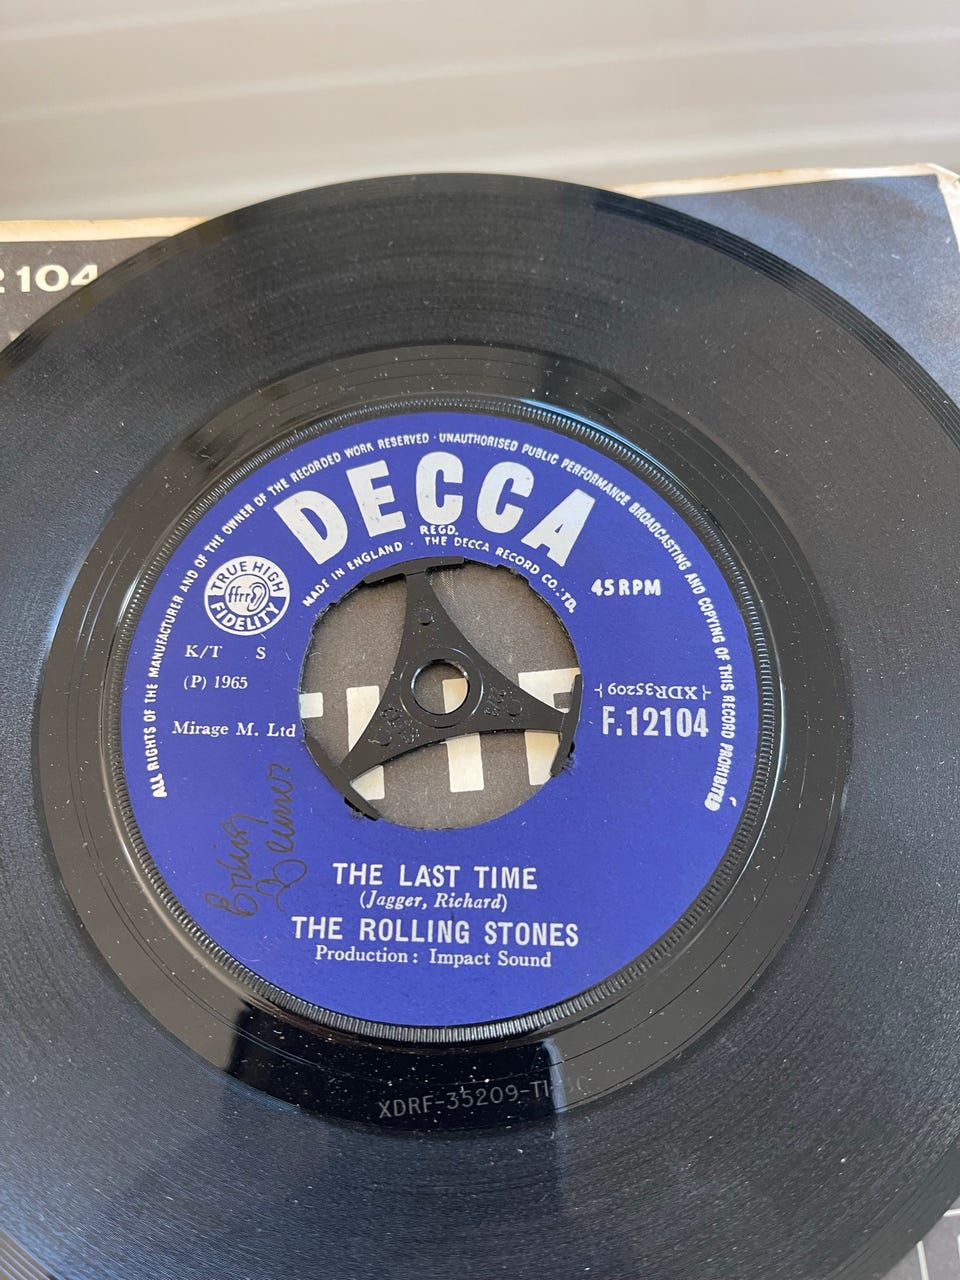 2104
ALL RIGHTS OF THE MANUFACTURER AND OF THE OWNER OF THE RECORDED WORK RESERVED · UNAUTHORISED PUBLIC PERFORMANCE BROADCASTING AND COPYING OF THIS RECORD PROHIBITED
DECCA
REGD.
MADE IN ENGLAND · THE DECCA RECORD CO. LTD.
TRUE HIGH
ffrr
FIDELITY
45 RPM
K/T S
(P) 1965
XDR35209
F.12104
Mirage M. Ltd
THE
THE LAST TIME
(Jagger, Richard)
THE ROLLING STONES
Production: Impact Sound
XDRF-35209-T1